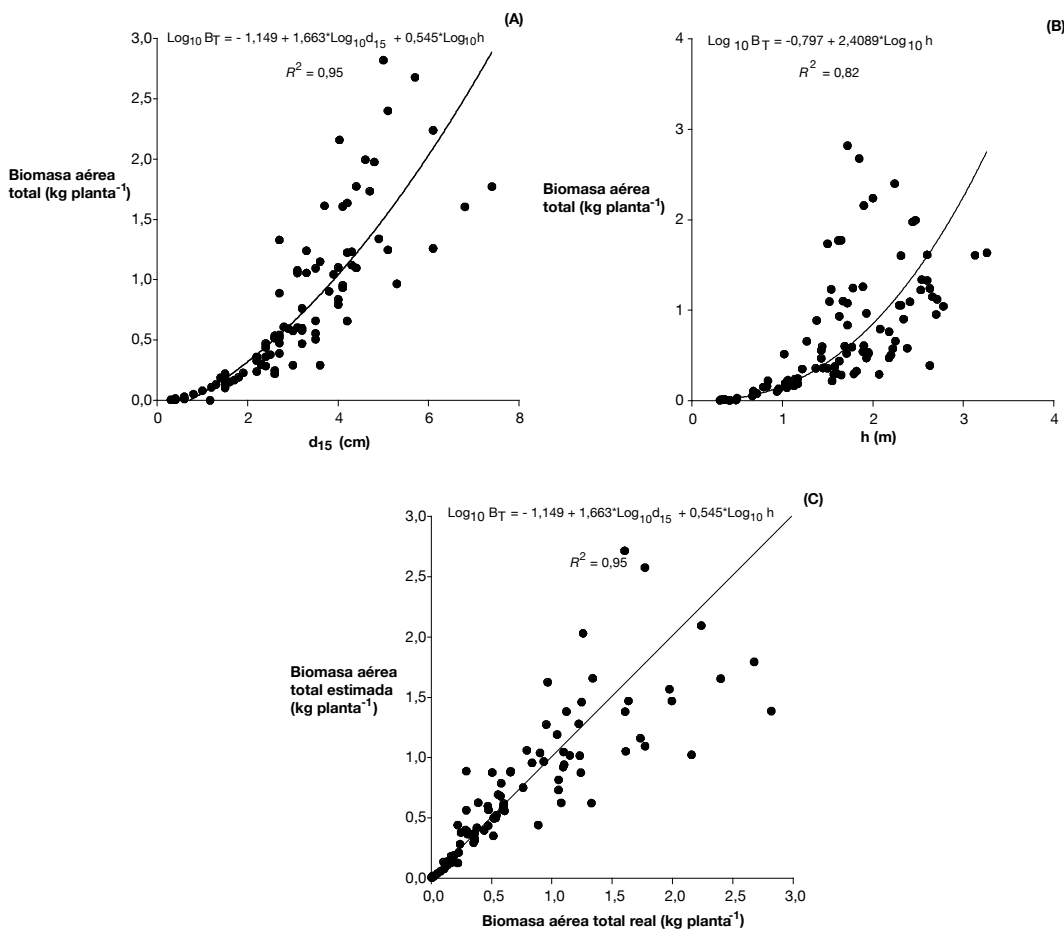 (A)
Log10 BT = - 1,149 + 1,663*Log10d15 + 0,545*Log10h
R2 = 0,95
3,0
2,5
2,0
1,5
1,0
0,5
0,0
Biomasa aérea
total (kg planta-1)
0 2 4 6 8
d15 (cm)
(B)
Log 10 BT = -0,797 + 2,4089*Log10 h
R2 = 0,82
4
3
2
1
0
Biomasa aérea
total (kg planta-1)
0 1 2 3 4
h (m)
(C)
Log10 BT = - 1,149 + 1,663*Log10d15 + 0,545*Log10 h
R2 = 0,95
3,0
2,5
2,0
1,5
1,0
0,5
0,0
Biomasa aérea
total estimada
(kg planta-1)
0,0 0,5 1,0 1,5 2,0 2,5 3,0
Biomasa aérea total real (kg planta-1)